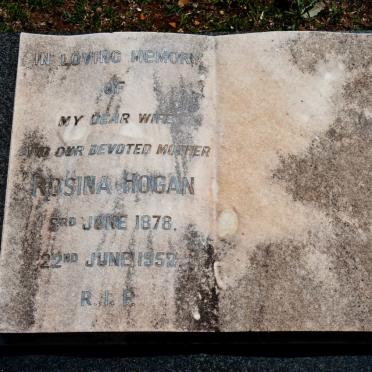 IN LOVING MEMORY
OF
MY DEAR WIFE
AND OUR DEVOTED MOTHER
ROSINA HOGAN
3RD JUNE 1878.
22ND JUNE 1952.
R.I.P.